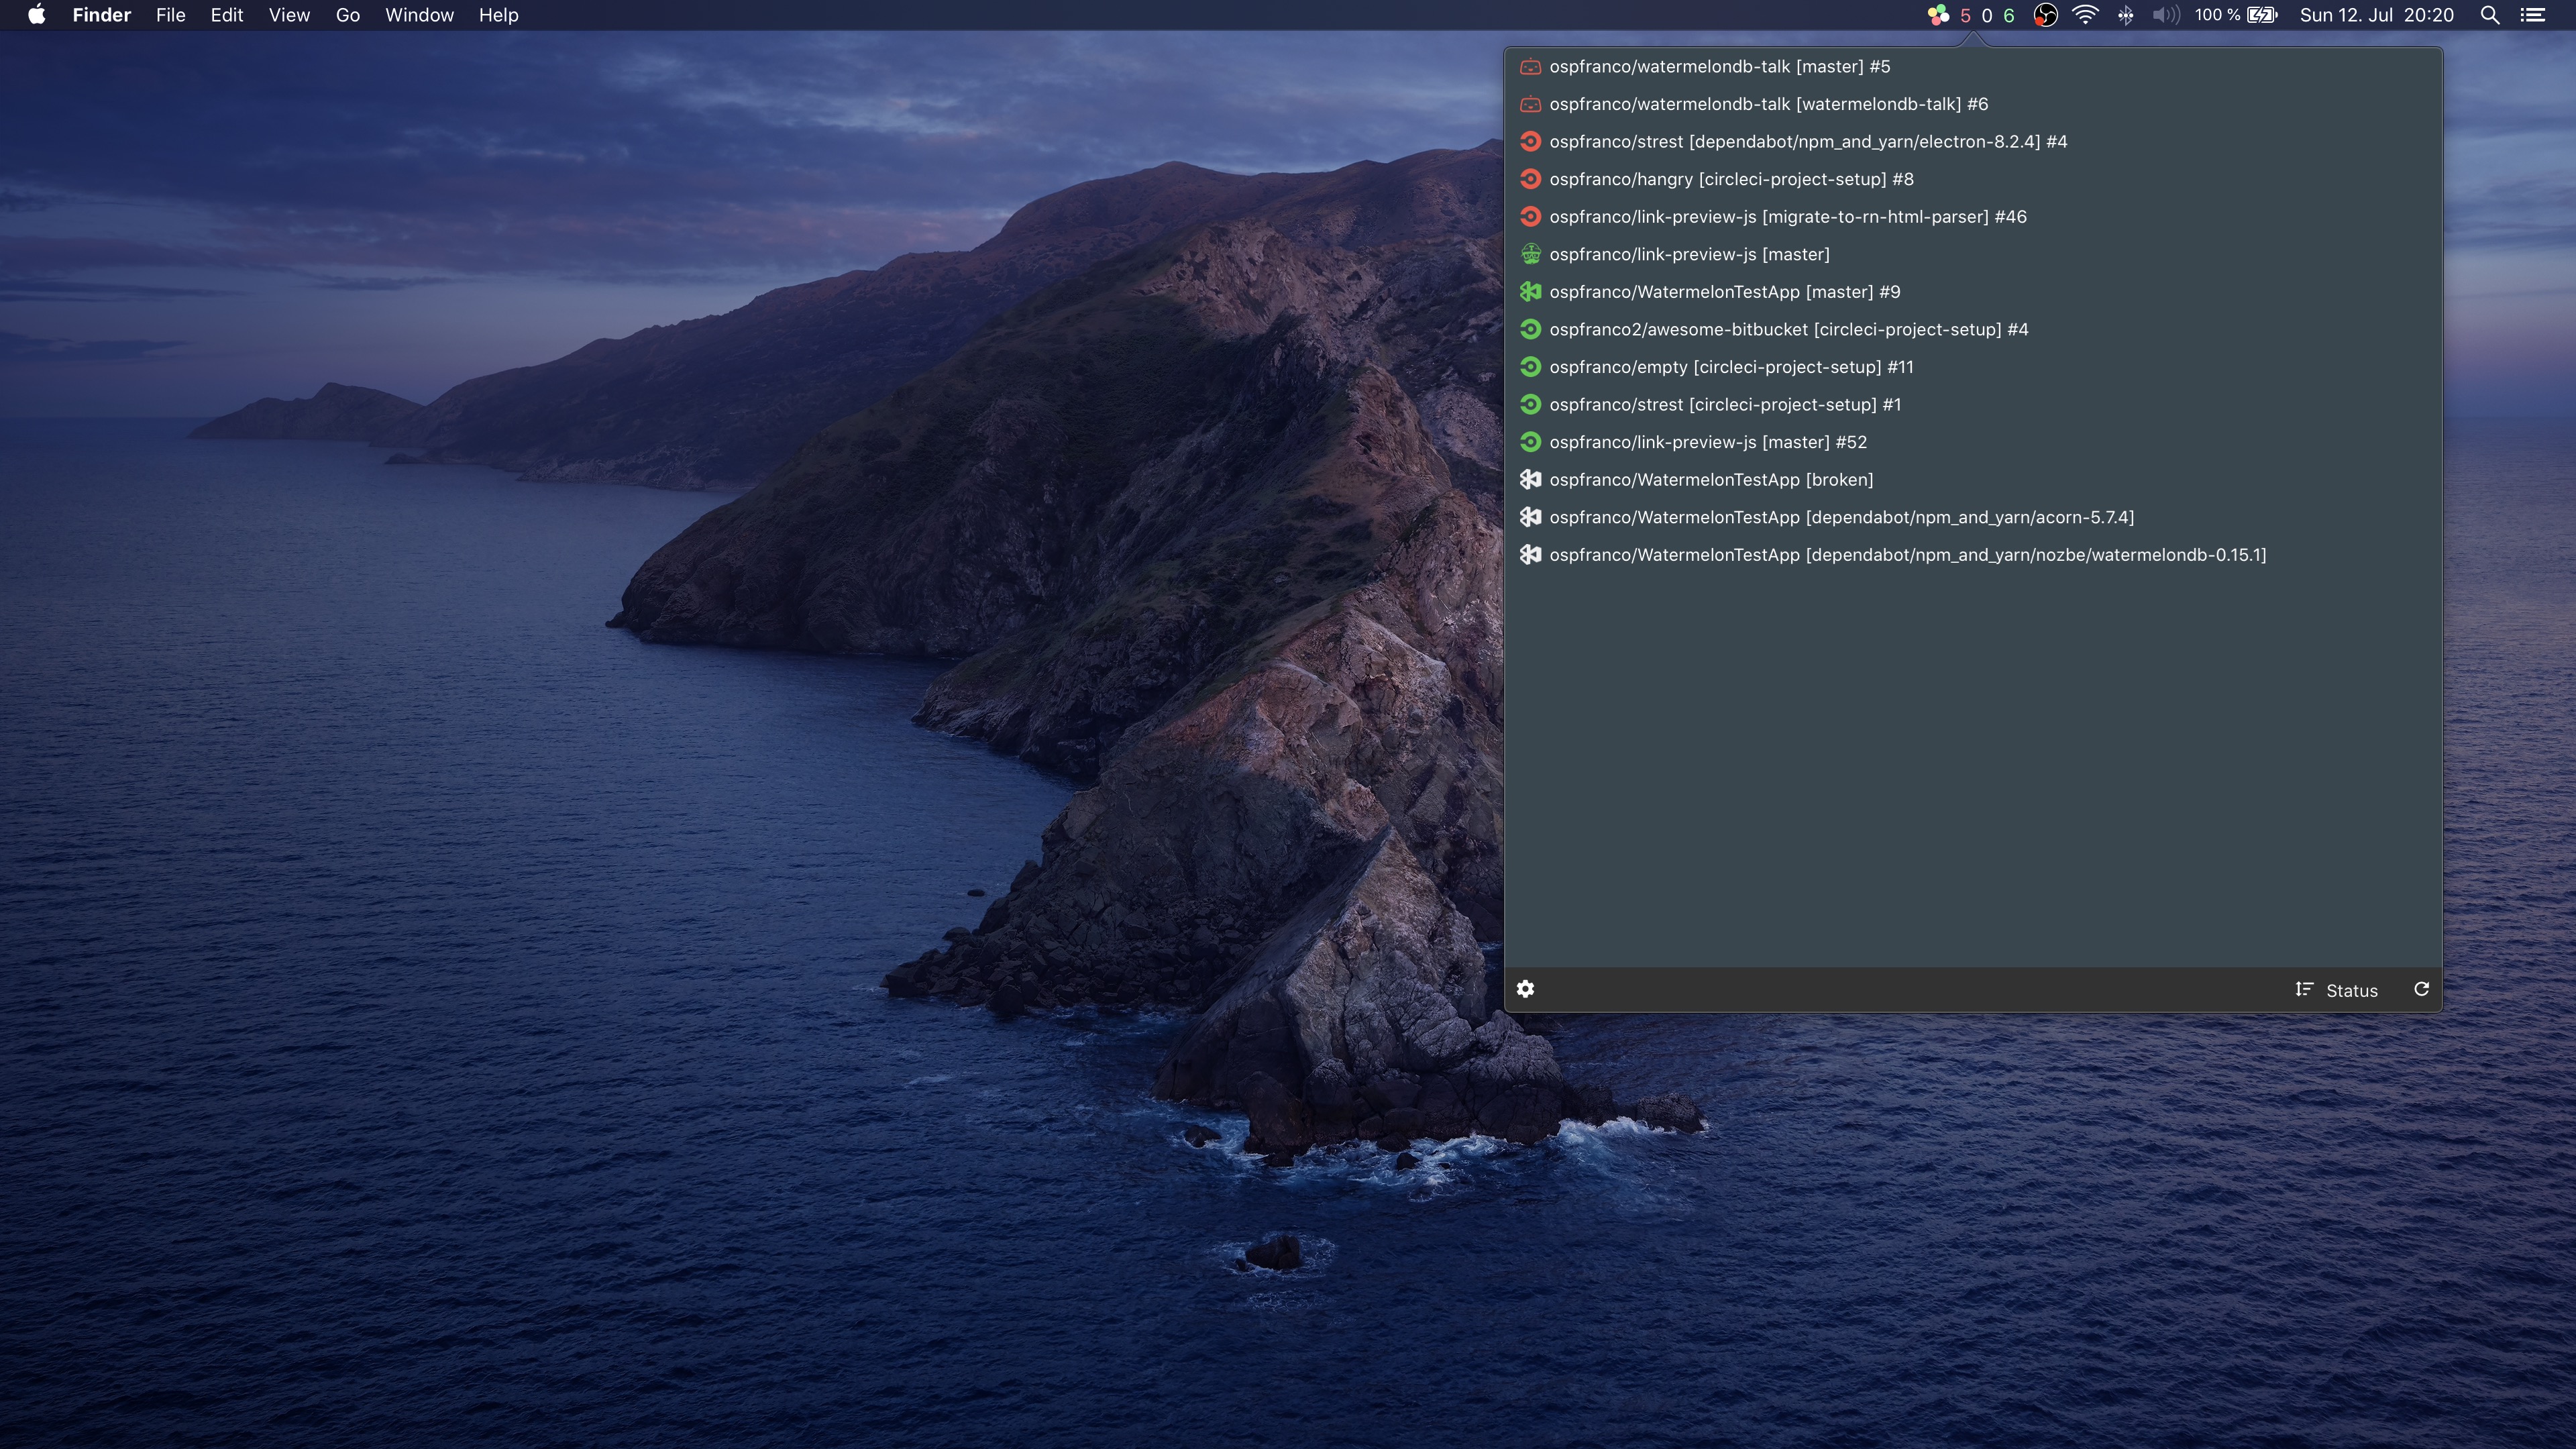 Finder File Edit View Go Window Help 5 0 6 100 % Sun 12. Jul 20:20
ospfranco/watermelondb-talk [master] #5
ospfranco/watermelondb-talk [watermelondb-talk] #6
ospfranco/strest [dependabot/npm_and_yarn/electron-8.2.4] #4
ospfranco/hangry [circleci-project-setup] #8
ospfranco/link-preview-js [migrate-to-rn-html-parser] #46
ospfranco/link-preview-js [master]
ospfranco/WatermelonTestApp [master] #9
ospfranco2/awesome-bitbucket [circleci-project-setup] #4
ospfranco/empty [circleci-project-setup] #11
ospfranco/strest [circleci-project-setup] #1
ospfranco/link-preview-js [master] #52
ospfranco/WatermelonTestApp [broken]
ospfranco/WatermelonTestApp [dependabot/npm_and_yarn/acorn-5.7.4]
ospfranco/WatermelonTestApp [dependabot/npm_and_yarn/nozbe/watermelondb-0.15.1]
Status